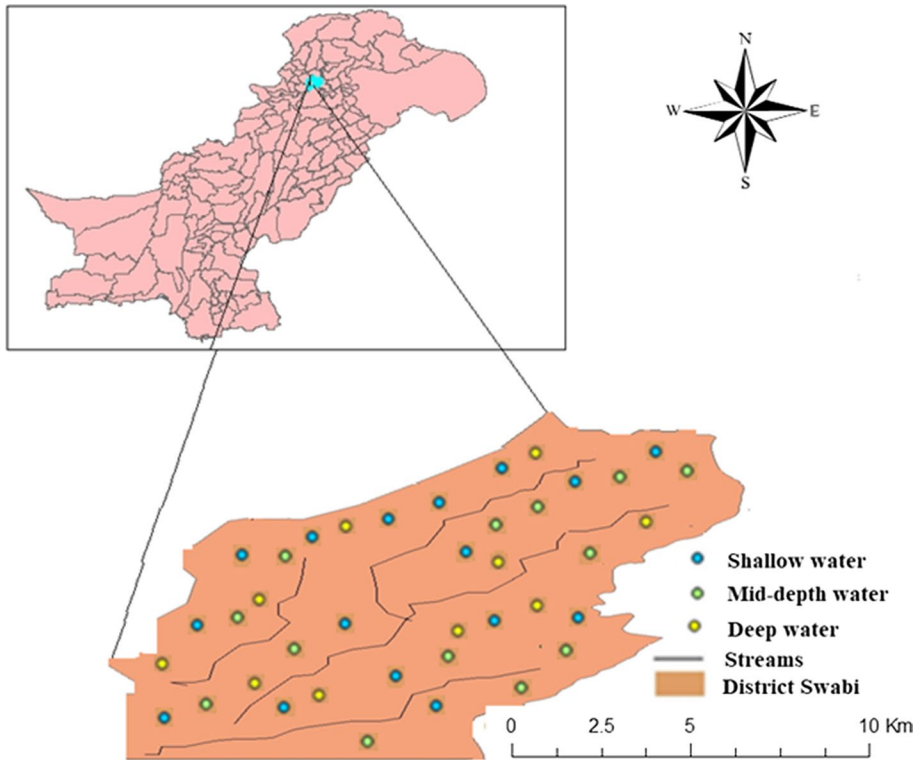 N
W E
S
Shallow water
Mid-depth water
Deep water
Streams
District Swabi
0 2.5 5 10 Km